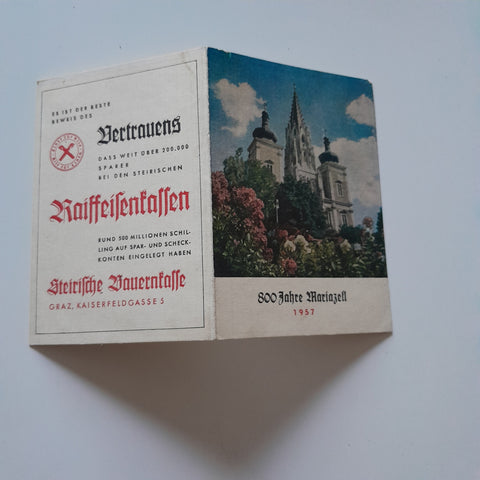 ES IST DER BESTE
BEWEIS DES
Vertrauens
DASS WEIT ÜBER 200.000
SPARER
BEI DEN STEIRISCHEN
Raiffeisenkassen
RUND 500 MILLIONEN SCHIL-
LING AUF SPAR- UND SCHECK-
KONTEN EINGELEGT HABEN
Steirische Bauernkasse
GRAZ, KAISERFELDGASSE 5
800 Jahre Mariazell
1957